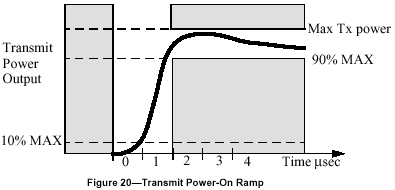 Max Tx power
Transmit
Power
Output
90% MAX
10% MAX
0 1 2 3 4 Time μsec
Figure 20—Transmit Power-On Ramp